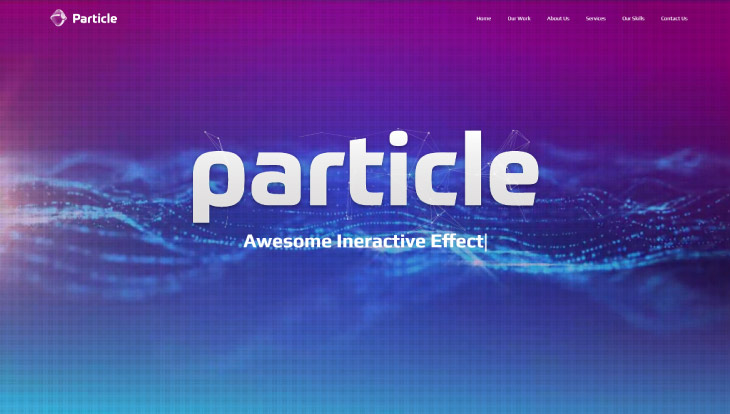 Particle
Home Our Work About Us Services Our Skills Contact Us
particle
Awesome Ineractive Effect|